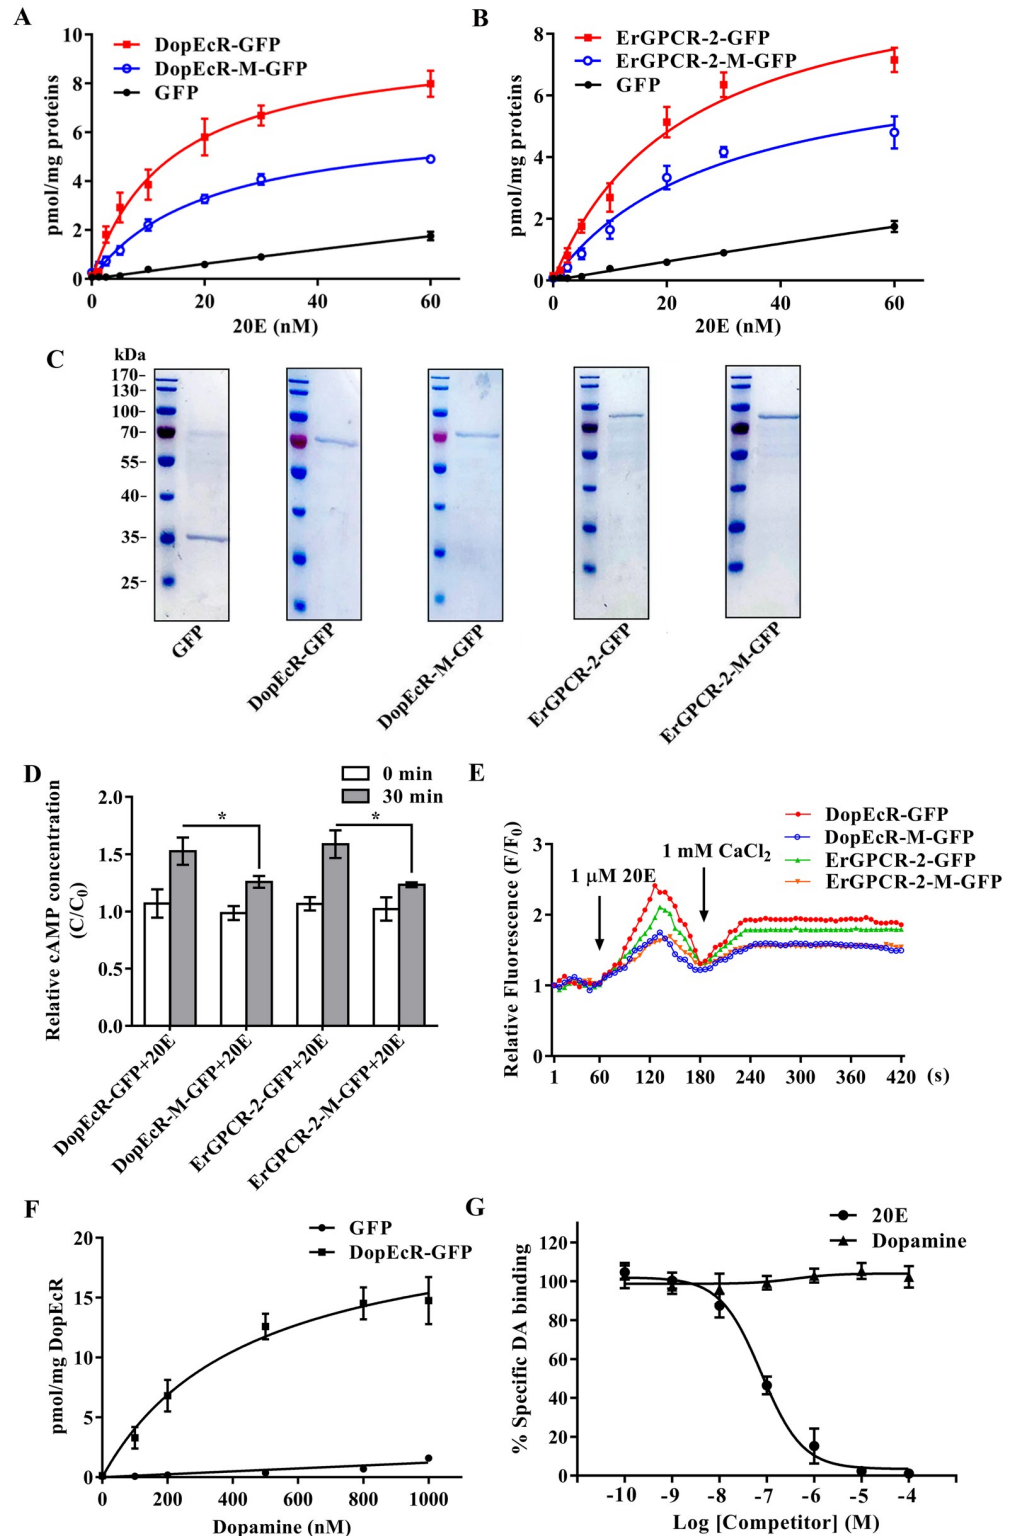 A
10
8
6
4
2
0
pmol/mg proteins
DopEcR-GFP
DopEcR-M-GFP
GFP
0 20 40 60
20E (nM)
B
8
6
4
2
0
pmol/mg proteins
ErGPCR-2-GFP
ErGPCR-2-M-GFP
GFP
0 20 40 60
20E (nM)
C
kDa
170-
130-
100-
70-
55-
40-
35-
25-
GFP
DopEcR-GFP
DopEcR-M-GFP
ErGPCR-2-GFP
ErGPCR-2-M-GFP
D
Relative cAMP concentration
(C/C0)
2.0
1.5
1.0
0.5
0.0
0 min
30 min
*
*
DopEcR-GFP+20E
DopEcR-M-GFP+20E
ErGPCR-2-GFP+20E
ErGPCR-2-M-GFP+20E
E
Relative Fluorescence (F/F0)
3
2
1
0
1 μM 20E
1 mM CaCl2
DopEcR-GFP
DopEcR-M-GFP
ErGPCR-2-GFP
ErGPCR-2-M-GFP
1 60 120 180 240 300 360 420 (s)
F
pmol/mg DopEcR
20
15
10
5
0
GFP
DopEcR-GFP
0 200 400 600 800 1000
Dopamine (nM)
G
% Specific DA binding
120
100
80
60
40
20
0
20E
Dopamine
-10 -9 -8 -7 -6 -5 -4
Log [Competitor] (M)